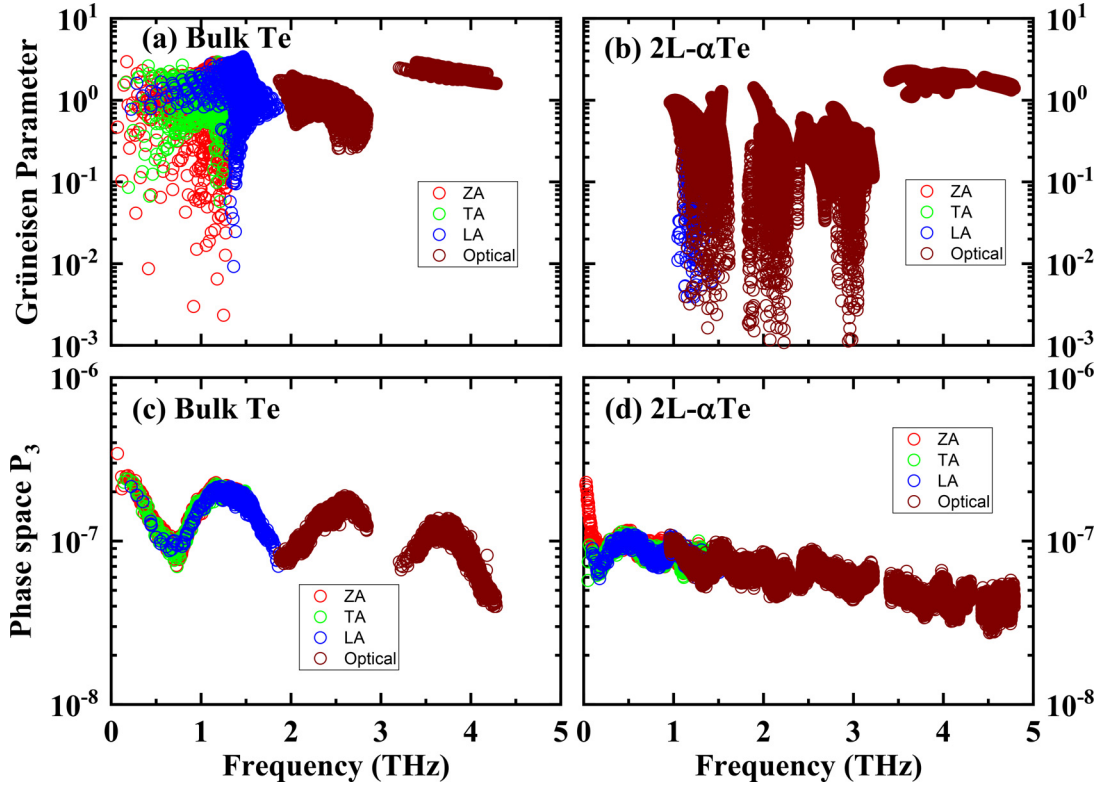 (a) Bulk Te
(b) 2L-αTe
Grüneisen Parameter
10^1
10^0
10^-1
10^-2
10^-3
ZA
TA
LA
Optical
ZA
TA
LA
Optical
10^1
10^0
10^-1
10^-2
10^-3
(c) Bulk Te
(d) 2L-αTe
Phase space P_3
10^-6
10^-7
10^-8
ZA
TA
LA
Optical
ZA
TA
LA
Optical
10^-6
10^-7
10^-8
0 1 2 3 4 5
0 1 2 3 4 5
Frequency (THz)
Frequency (THz)